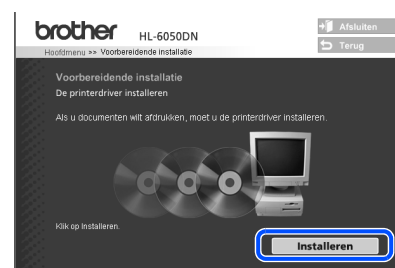 brother
HL-6050DN
Afsluiten
Terug
Hoofdmenu >> Voorbereidende installatie
Voorbereidende installatie
De printerdriver installeren
Als u documenten wilt afdrukken, moet u de printerdriver installeren.
Klik op Installeren.
Installeren